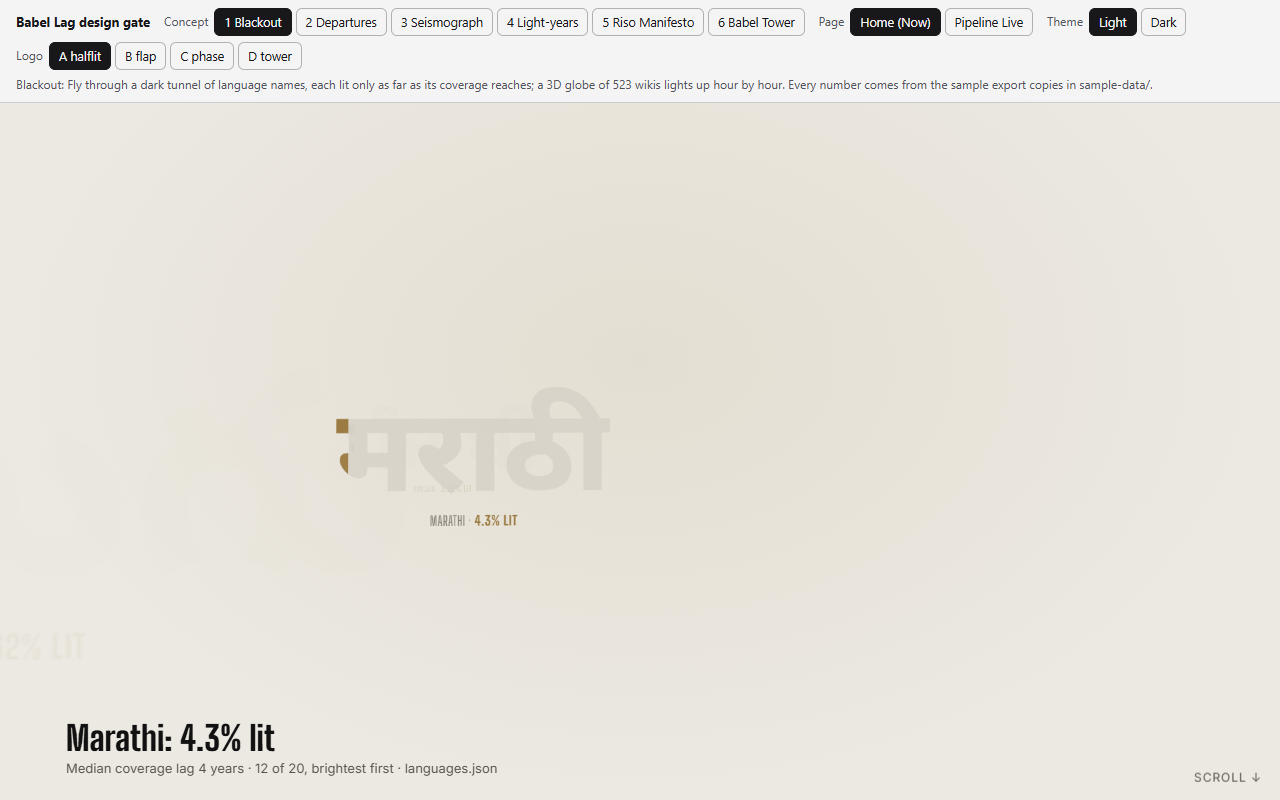 Babel Lag design gate Concept 1 Blackout 2 Departures 3 Seismograph 4 Light-years 5 Riso Manifesto 6 Babel Tower Page Home (Now) Pipeline Live Theme Light Dark
Logo A halflit B flap C phase D tower
Blackout: Fly through a dark tunnel of language names, each lit only as far as its coverage reaches; a 3D globe of 523 wikis lights up hour by hour. Every number comes from the sample export copies in sample-data/.
मराठी
MARATHI · 4.3% LIT
2% LIT
Marathi: 4.3% lit
Median coverage lag 4 years · 12 of 20, brightest first · languages.json
SCROLL ↓